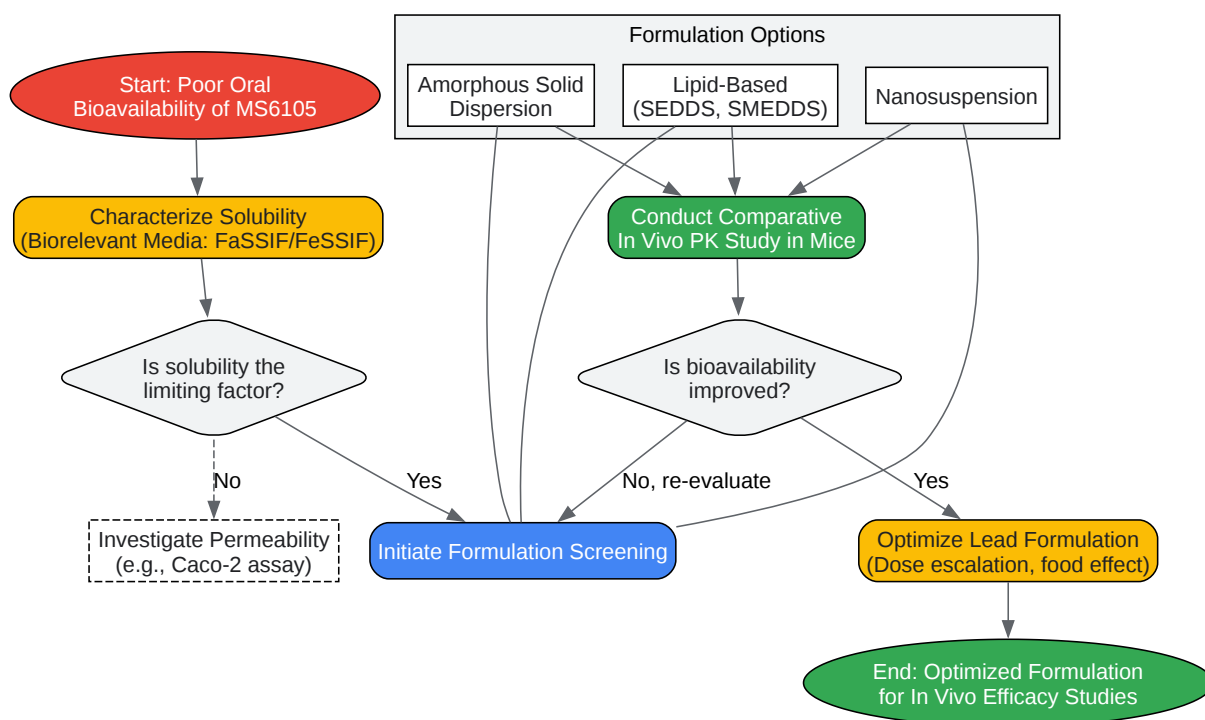 Formulation Options
Start: Poor Oral
Bioavailability of MS6105
Amorphous Solid
Dispersion
Lipid-Based
(SEDDS, SMEDDS)
Nanosuspension
Characterize Solubility
(Biorelevant Media: FaSSIF/FeSSIF)
Conduct Comparative
In Vivo PK Study in Mice
Is solubility the
limiting factor?
Is bioavailability
improved?
No
Yes
No, re-evaluate
Yes
Investigate Permeability
(e.g., Caco-2 assay)
Initiate Formulation Screening
Optimize Lead Formulation
(Dose escalation, food effect)
End: Optimized Formulation
for In Vivo Efficacy Studies